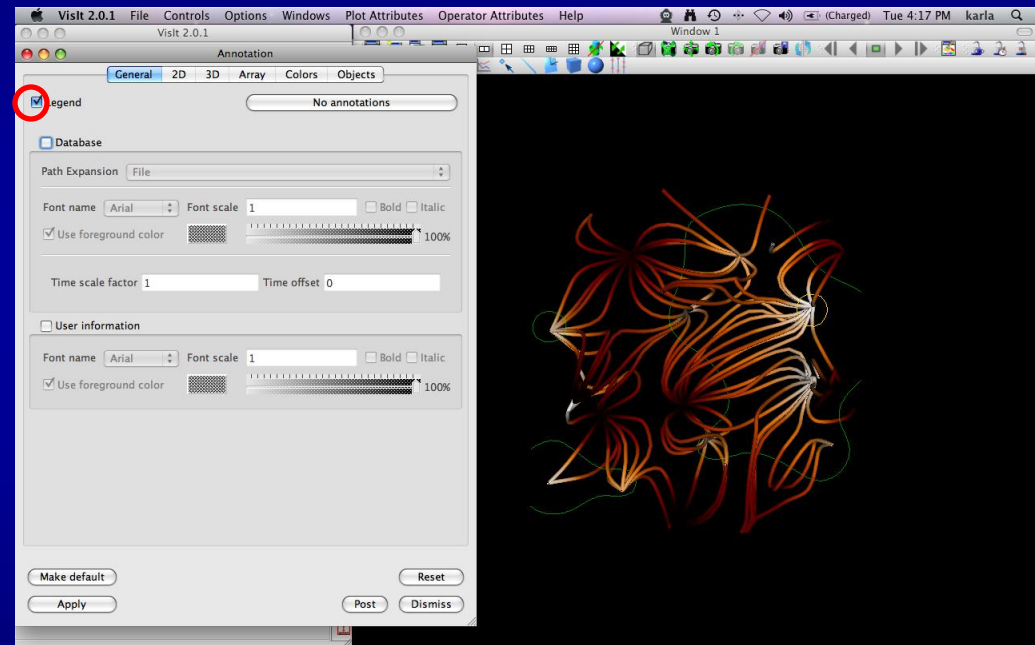 VisIt 2.0.1 File Controls Options Windows Plot Attributes Operator Attributes Help (Charged) Tue 4:17 PM karla
VisIt 2.0.1
Window 1
Annotation
General 2D 3D Array Colors Objects
Legend No annotations
Database
Path Expansion File
Font name Arial Font scale 1 Bold Italic
Use foreground color 100%
Time scale factor 1 Time offset 0
User information
Font name Arial Font scale 1 Bold Italic
Use foreground color 100%
Make default Reset
Apply Post Dismiss